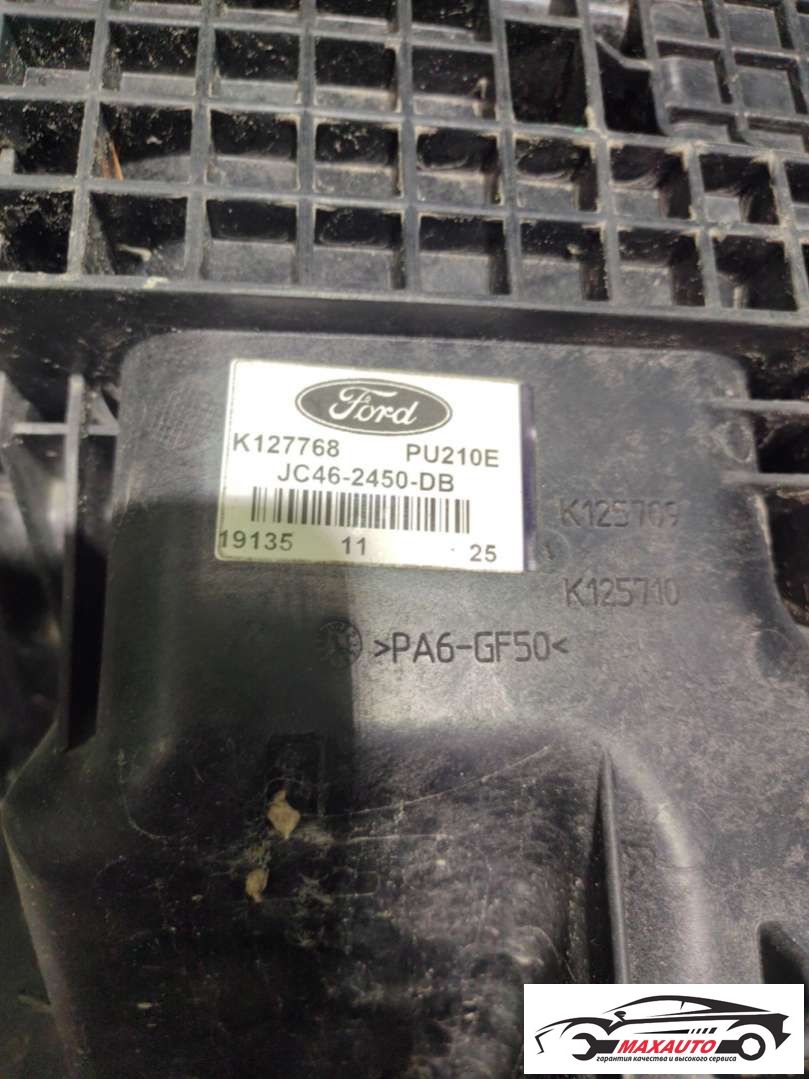 Ford
K127768 PU210E
JC46-2450-DB
19135 11 25
K125709
K125710
>PA6-GF50<
MAXAUTO
гарантия качества и высокого сервиса